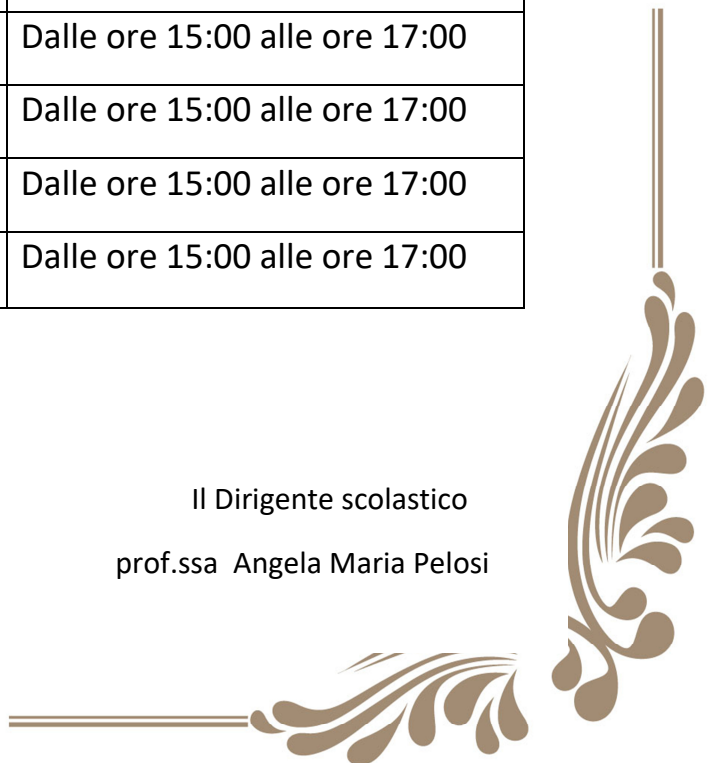 Dalle ore 15:00 alle ore 17:00
Dalle ore 15:00 alle ore 17:00
Dalle ore 15:00 alle ore 17:00
Dalle ore 15:00 alle ore 17:00
Il Dirigente scolastico
prof.ssa Angela Maria Pelosi